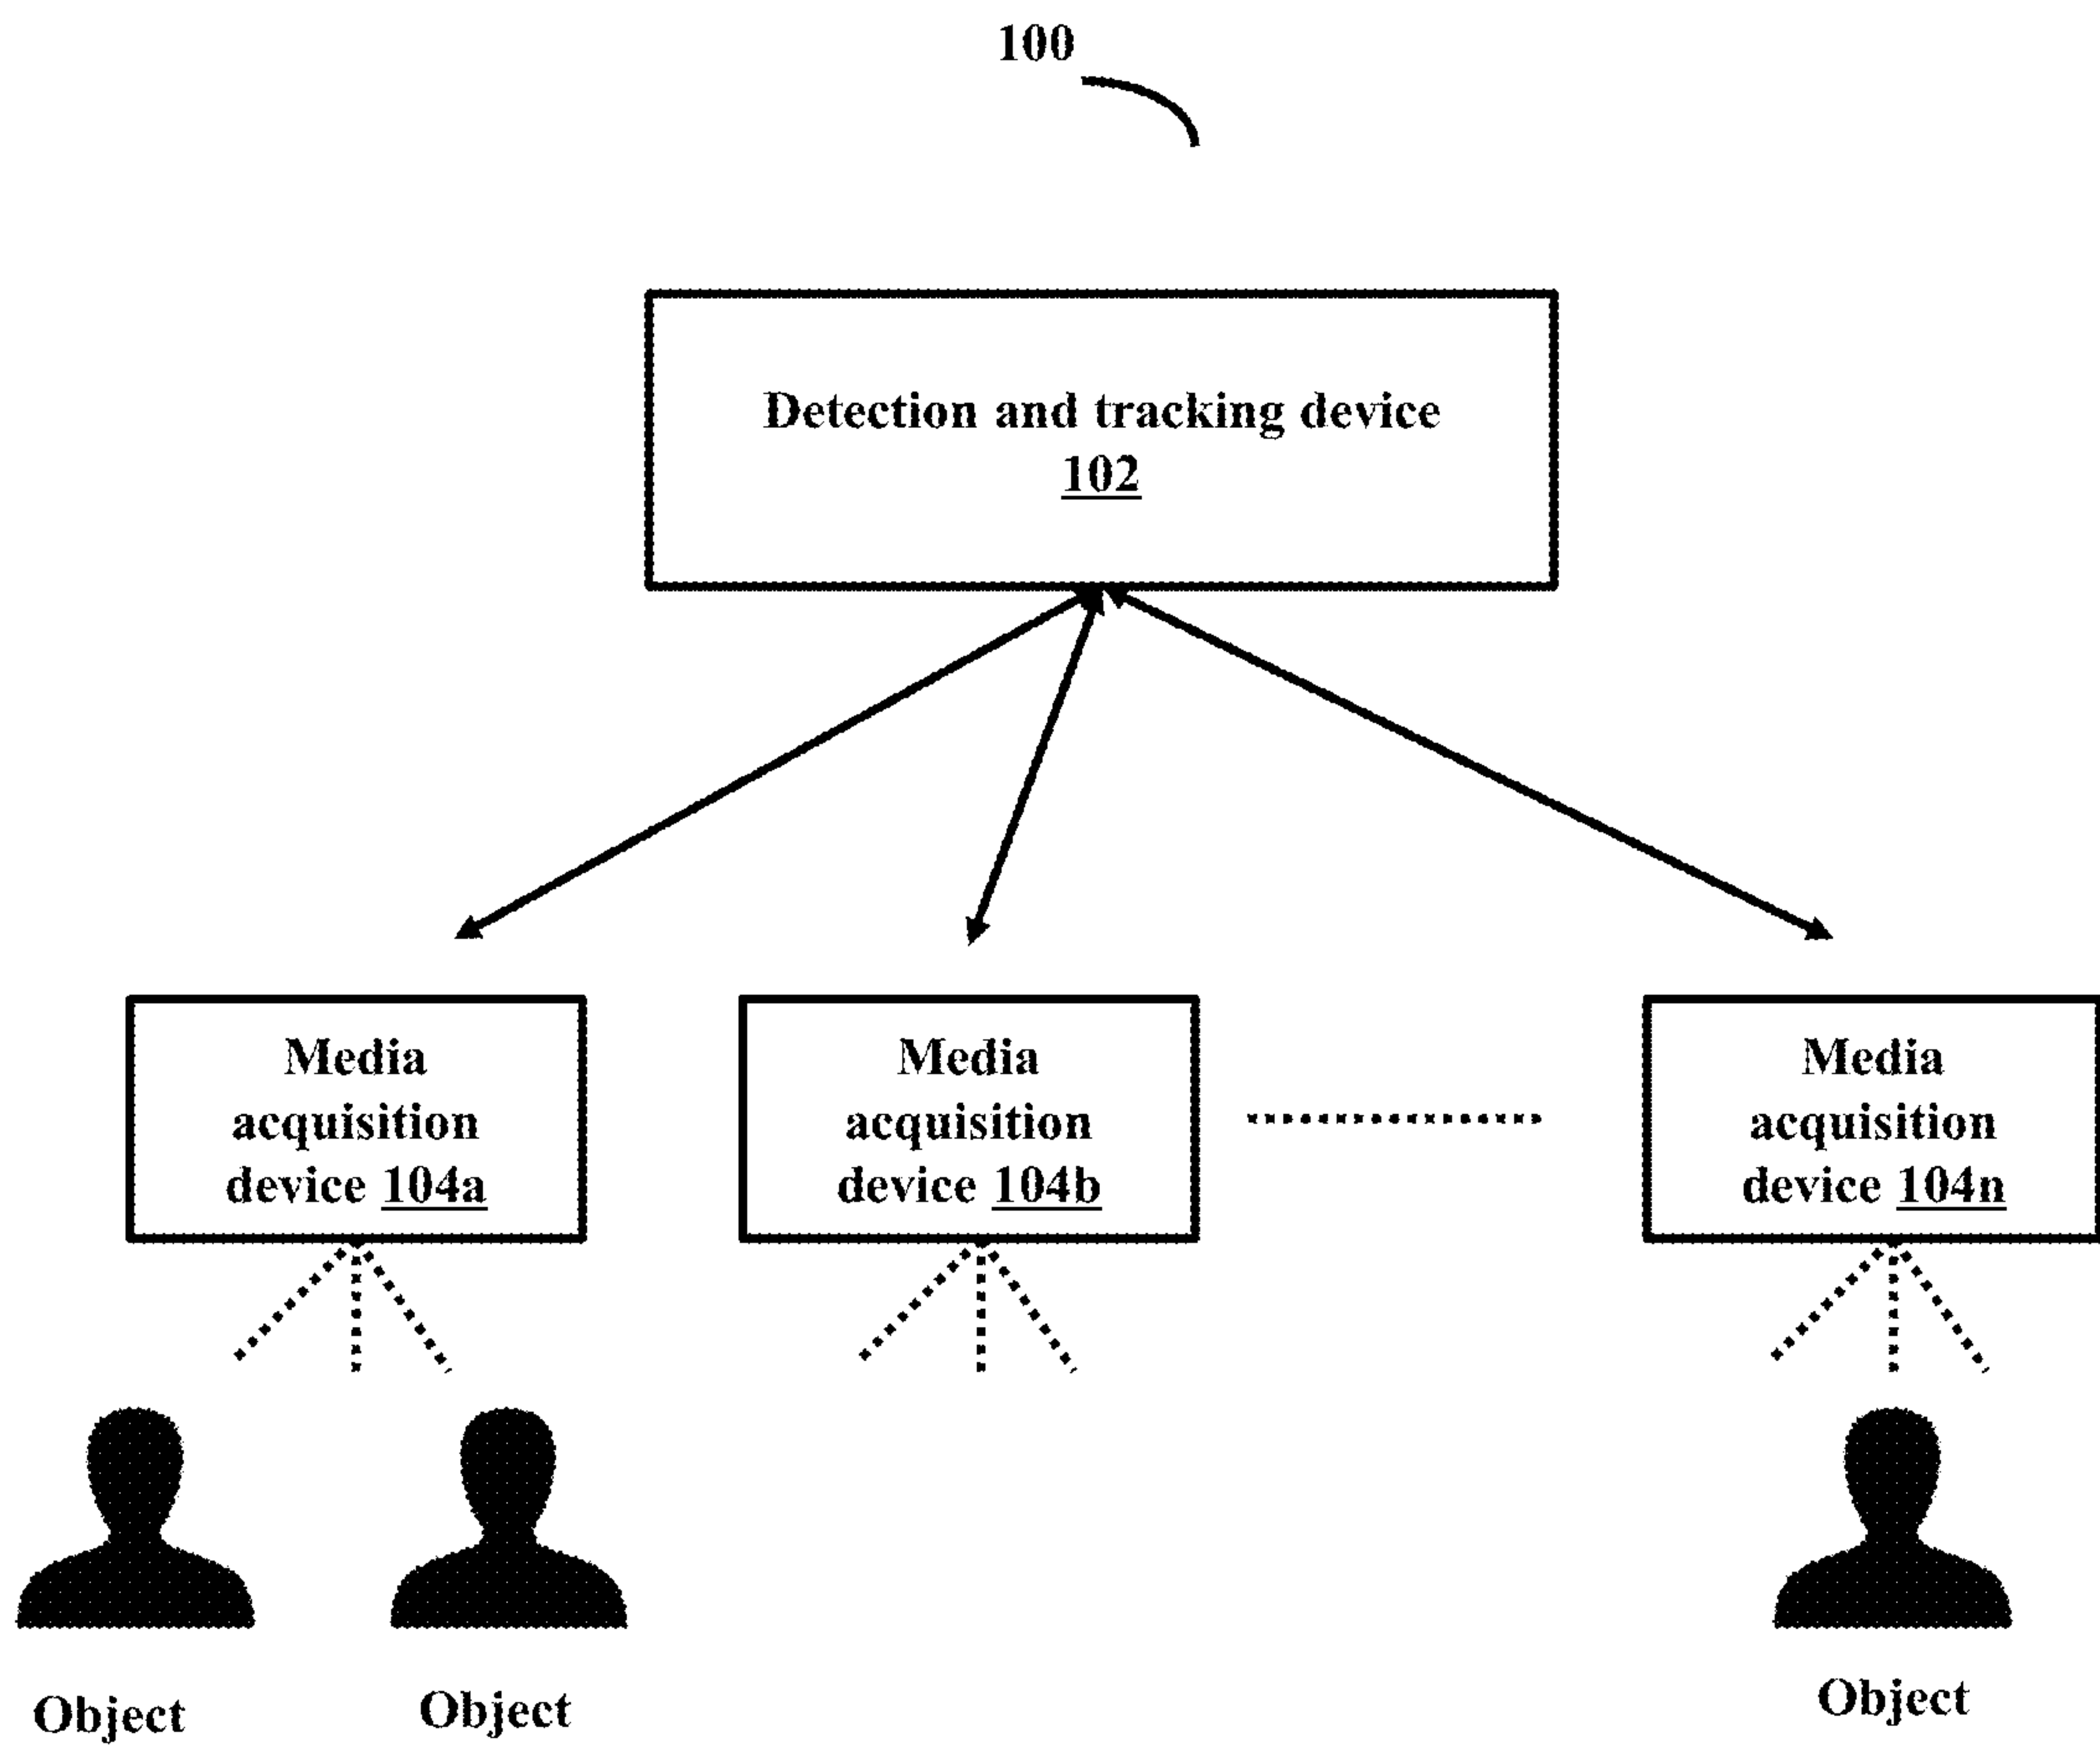 100
Detection and tracking device
102
Media
acquisition
device 104a
Media
acquisition
device 104b
Media
acquisition
device 104n
Object
Object
Object